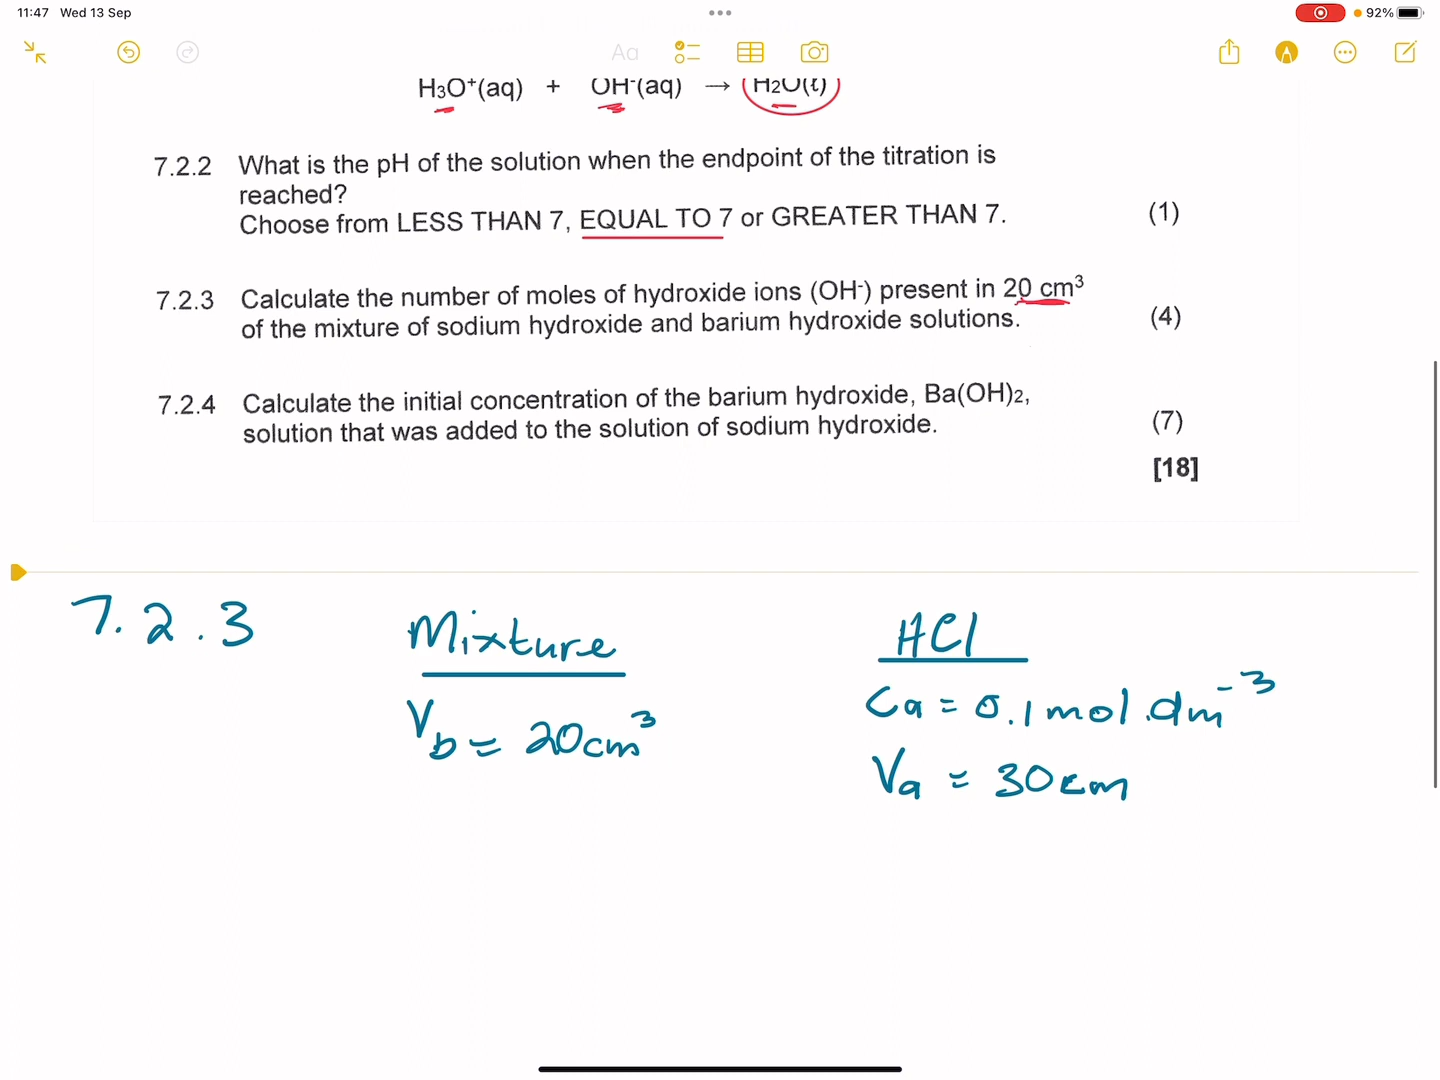 11:47 Wed 13 Sep
92%
Aa
H₃O⁺(aq) + OH⁻(aq) → H₂O(ℓ)
7.2.2 What is the pH of the solution when the endpoint of the titration is
reached?
Choose from LESS THAN 7, EQUAL TO 7 or GREATER THAN 7. (1)
7.2.3 Calculate the number of moles of hydroxide ions (OH⁻) present in 20 cm³
of the mixture of sodium hydroxide and barium hydroxide solutions. (4)
7.2.4 Calculate the initial concentration of the barium hydroxide, Ba(OH)₂,
solution that was added to the solution of sodium hydroxide. (7)
[18]
7.2.3 Mixture HCl
V_b = 20cm³
Ca = 0.1 mol.dm⁻³
Va = 30cm